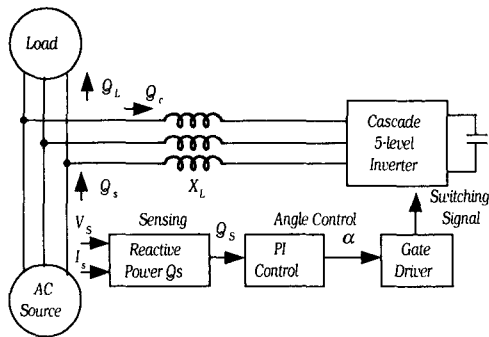 Load
Q_L
Q_c
Cascade
5-level
Inverter
Q_s
X_L
Switching
Signal
V_s
I_s
Sensing
Reactive
Power Qs
Q_S
Angle Control
PI
Control
α
Gate
Driver
AC
Source